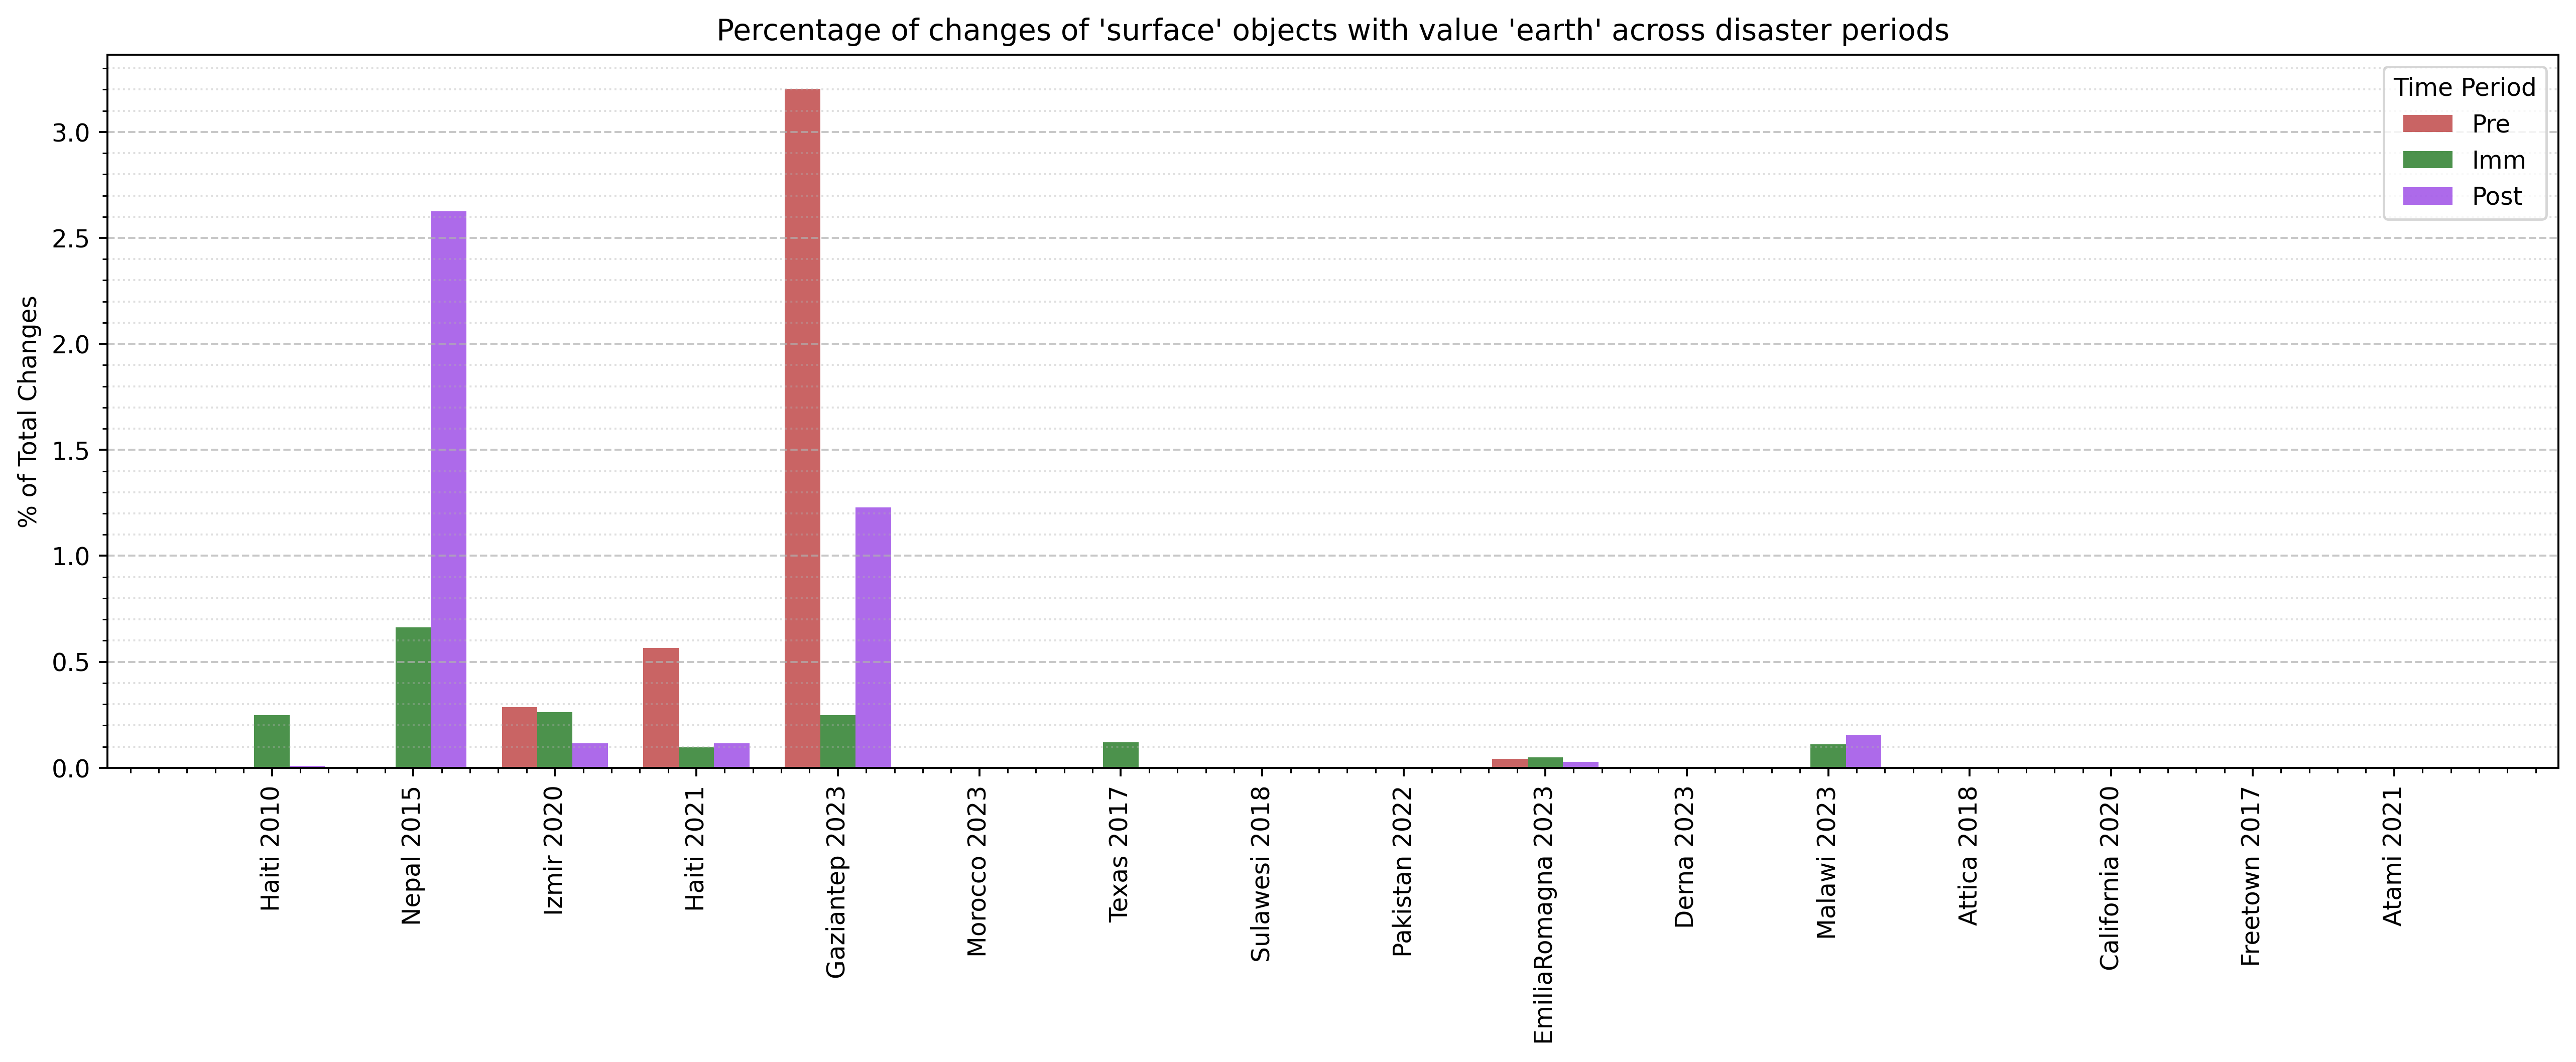 Percentage of changes of 'surface' objects with value 'earth' across disaster periods
% of Total Changes
3.0
2.5
2.0
1.5
1.0
0.5
0.0
Time Period
Pre
Imm
Post
Haiti 2010
Nepal 2015
Izmir 2020
Haiti 2021
Gaziantep 2023
Morocco 2023
Texas 2017
Sulawesi 2018
Pakistan 2022
EmiliaRomagna 2023
Derna 2023
Malawi 2023
Attica 2018
California 2020
Freetown 2017
Atami 2021